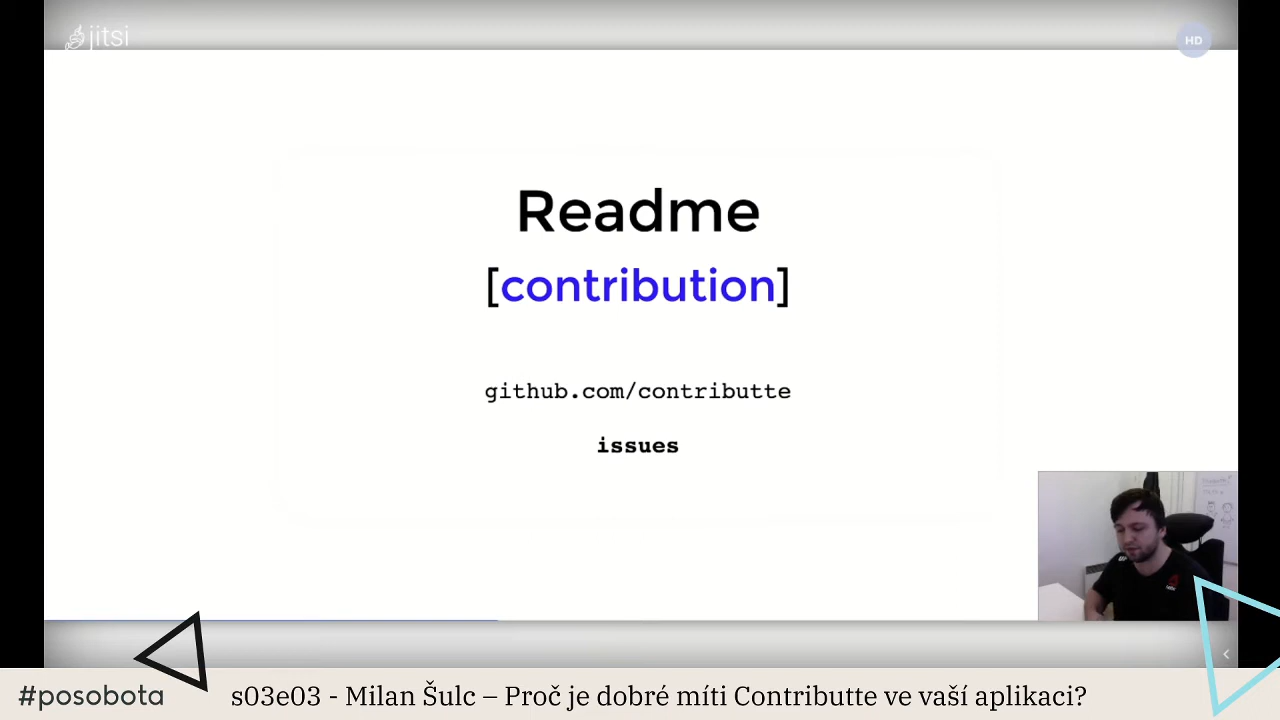 jitsi
HD
Readme
[contribution]
github.com/contributte
issues
#posobota
s03e03 - Milan Šulc – Proč je dobré míti Contributte ve vaší aplikaci?